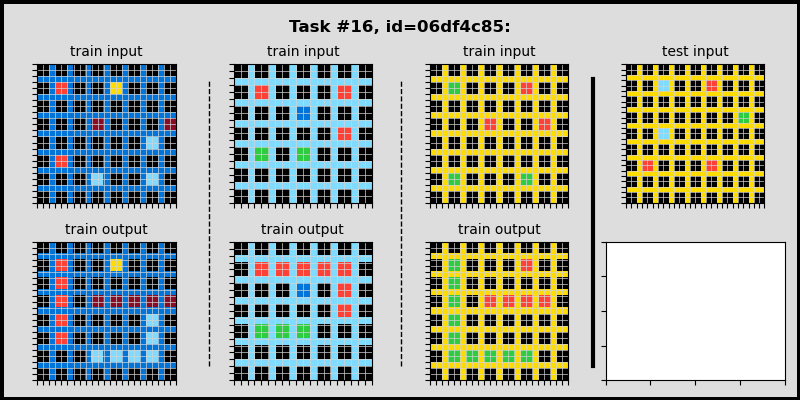 Task #16, id=06df4c85:
train input
train input
train input
test input
train output
train output
train output